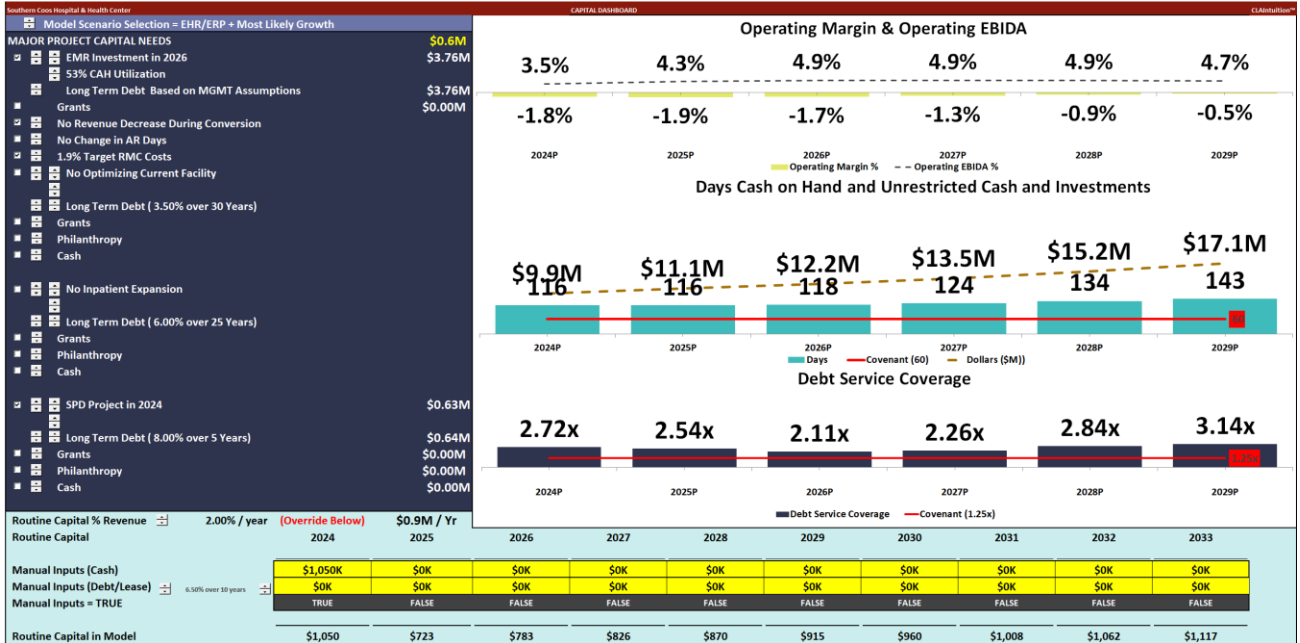 Southern Coos Hospital & Health Center CAPITAL DASHBOARD CLAIntuition™
Model Scenario Selection = EHR/ERP + Most Likely Growth
MAJOR PROJECT CAPITAL NEEDS $0.6M
EMR Investment in 2026 $3.76M
53% CAH Utilization
Long Term Debt Based on MGMT Assumptions $3.76M
Grants $0.00M
No Revenue Decrease During Conversion
No Change in AR Days
1.9% Target RMC Costs
No Optimizing Current Facility
Long Term Debt ( 3.50% over 30 Years)
Grants
Philanthropy
Cash
No Inpatient Expansion
Long Term Debt ( 6.00% over 25 Years)
Grants
Philanthropy
Cash
SPD Project in 2024 $0.63M
Long Term Debt ( 8.00% over 5 Years) $0.64M
Grants $0.00M
Philanthropy $0.00M
Cash $0.00M
Operating Margin & Operating EBIDA
3.5% 4.3% 4.9% 4.9% 4.9% 4.7%
-1.8% -1.9% -1.7% -1.3% -0.9% -0.5%
2024P 2025P 2026P 2027P 2028P 2029P
Operating Margin % Operating EBIDA %
Days Cash on Hand and Unrestricted Cash and Investments
$9.9M $11.1M $12.2M $13.5M $15.2M $17.1M
116 116 118 124 134 143
60
2024P 2025P 2026P 2027P 2028P 2029P
Days Covenant (60) Dollars ($M))
Debt Service Coverage
2.72x 2.54x 2.11x 2.26x 2.84x 3.14x
1.25x
2024P 2025P 2026P 2027P 2028P 2029P
Debt Service Coverage Covenant (1.25x)
Routine Capital % Revenue 2.00% / year (Override Below) $0.9M / Yr
Routine Capital 2024 2025 2026 2027 2028 2029 2030 2031 2032 2033
Manual Inputs (Cash) $1,050K $0K $0K $0K $0K $0K $0K $0K $0K $0K
Manual Inputs (Debt/Lease) 6.50% over 10 years $0K $0K $0K $0K $0K $0K $0K $0K $0K $0K
Manual Inputs = TRUE TRUE FALSE FALSE FALSE FALSE FALSE FALSE FALSE FALSE FALSE
Routine Capital in Model $1,050 $723 $783 $826 $870 $915 $960 $1,008 $1,062 $1,117